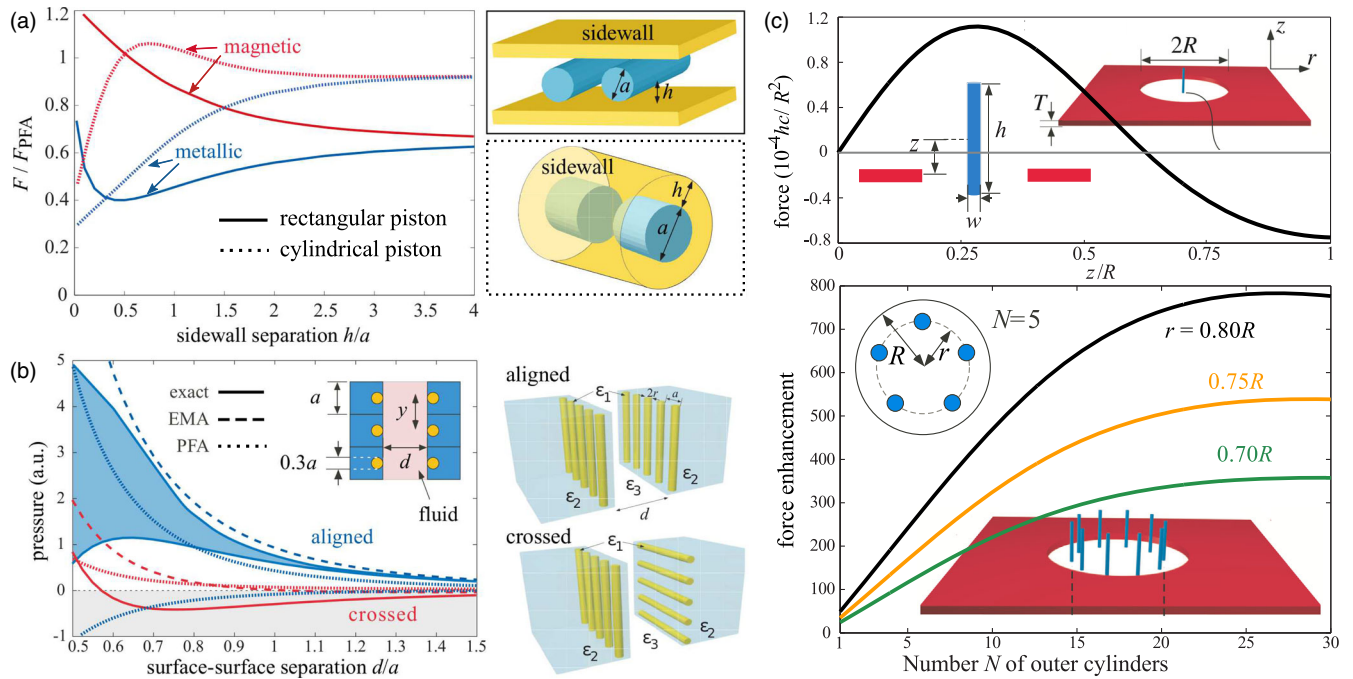 (a)
F / F_PFA
1.2
1
0.8
0.6
0.4
0.2
0
magnetic
metallic
rectangular piston
cylindrical piston
0 0.5 1 1.5 2 2.5 3 3.5 4
sidewall separation h/a
sidewall
a
h
sidewall
h
a
(b)
pressure (a.u.)
5
4
3
2
1
0
-1
exact
EMA
PFA
a
y
0.3a
d
fluid
aligned
crossed
0.5 0.6 0.7 0.8 0.9 1 1.1 1.2 1.3 1.4 1.5
surface-surface separation d/a
aligned
ε1 2r a
ε2 ε3 ε2
d
crossed
ε1
ε2 ε3 ε2
(c)
force (10⁻⁴hc/R²)
1.2
0.8
0.4
0
-0.4
-0.8
z
h
w
2R
z
r
T
0 0.25 0.5 0.75 1
z/R
force enhancement
800
700
600
500
400
300
200
100
0
N=5
R
r
r = 0.80R
0.75R
0.70R
1 5 10 15 20 25 30
Number N of outer cylinders